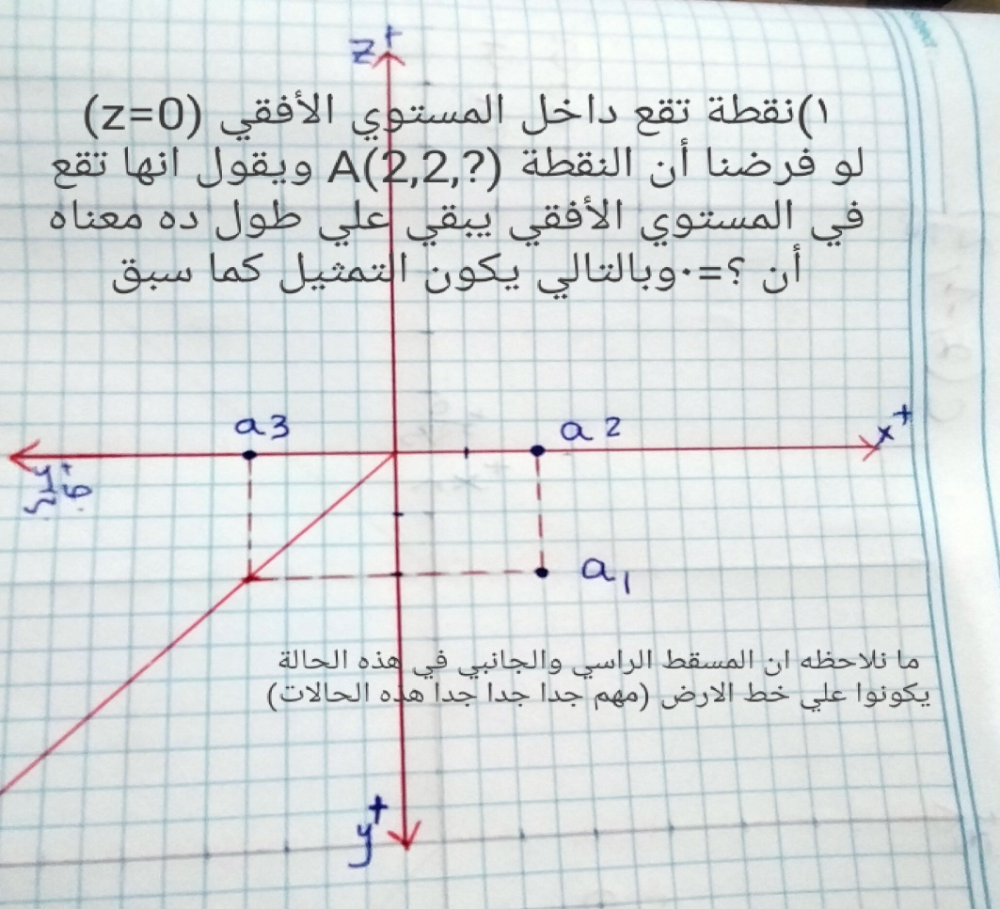 z+
١)نقطة تقع داخل المستوي الأفقي (z=0)
لو فرضنا أن النقطة A(2,2,?) ويقول انها تقع
في المستوي الأفقي يبقي علي طول ده معناه
أن ؟=٠وبالتالي يكون التمثيل كما سبق
a3
a2
x+
y+
a1
ما نلاحظه ان المسقط الراسي والجانبي في هذه الحالة
يكونوا علي خط الارض (مهم جدا جدا جدا هذه الحالات)
y+